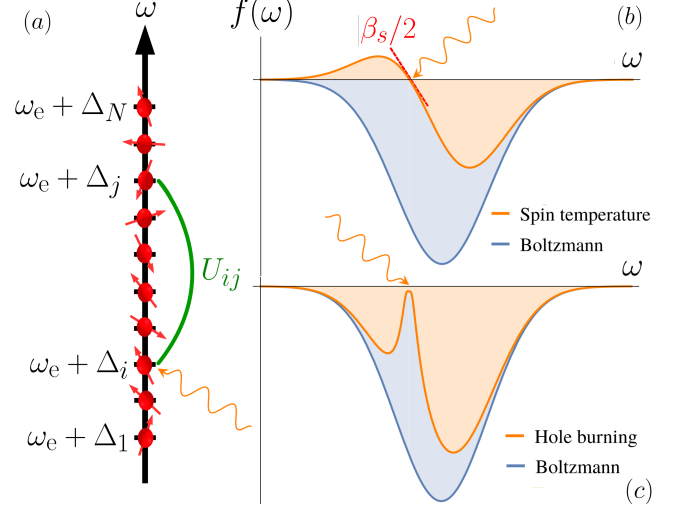 (a)
ω
ω_e + Δ_N
ω_e + Δ_j
U_ij
ω_e + Δ_i
ω_e + Δ_1
f(ω)
(b)
β_s/2
ω
Spin temperature
Boltzmann
ω
Hole burning
Boltzmann
(c)